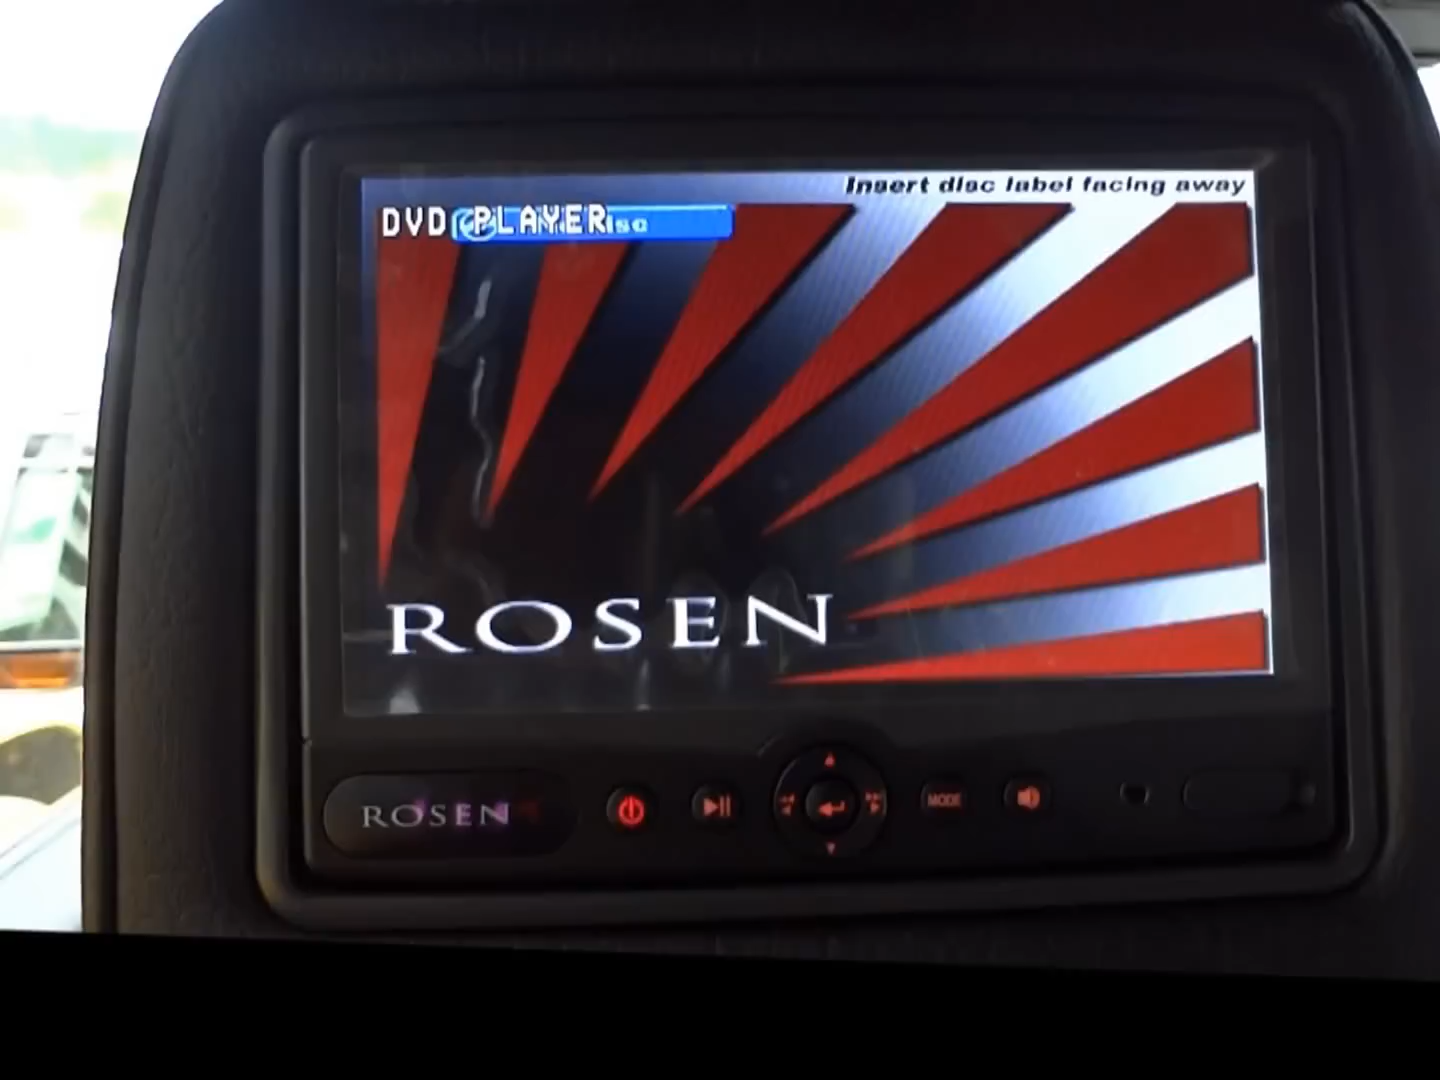 Insert disc label facing away
DVD PLAYER
ROSEN
ROSEN
MODE